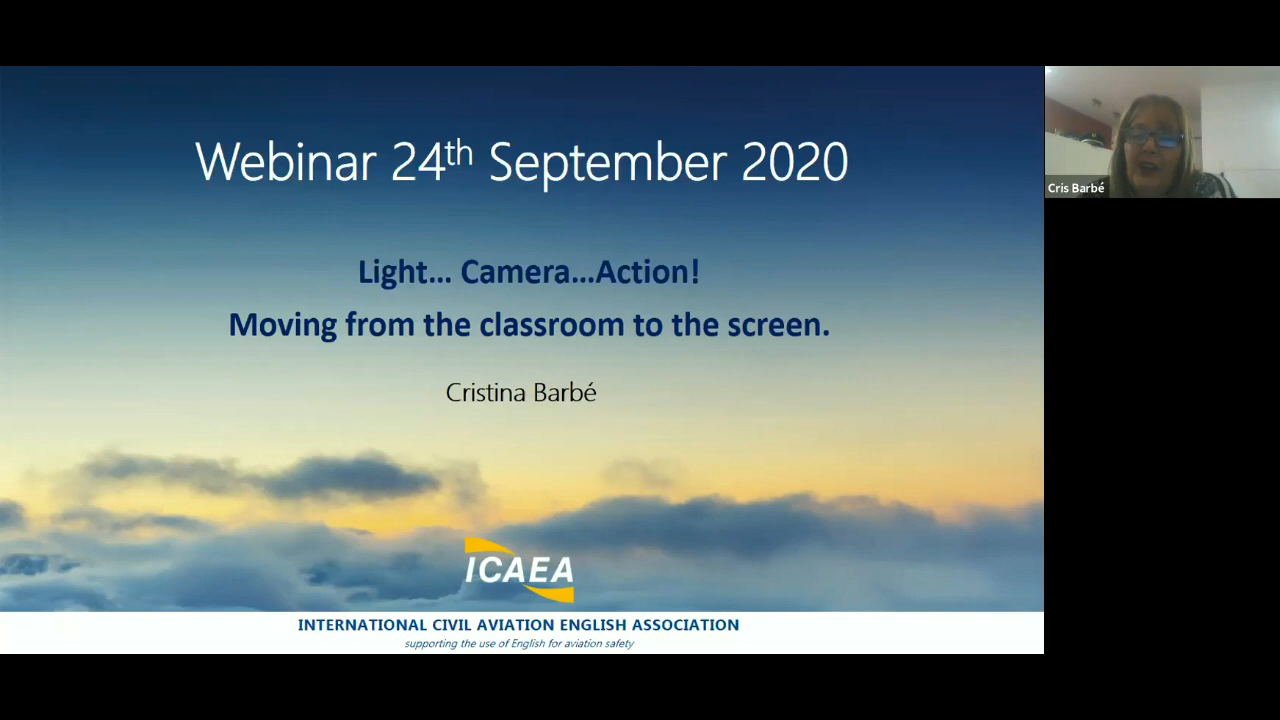 Webinar 24th September 2020
Light... Camera...Action!
Moving from the classroom to the screen.
Cristina Barbé
ICAEA
INTERNATIONAL CIVIL AVIATION ENGLISH ASSOCIATION
supporting the use of English for aviation safety
Cris Barbé